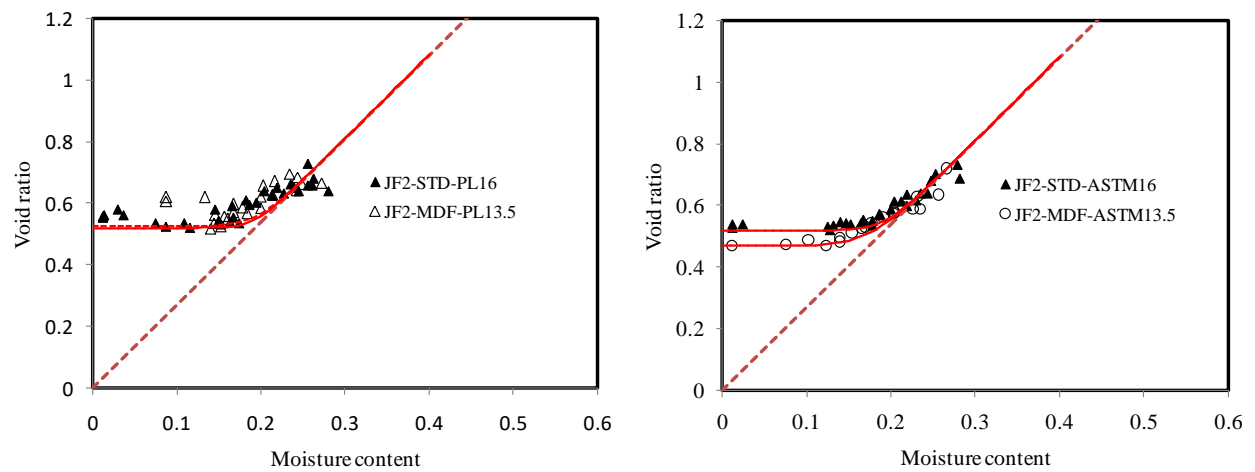 1.2
1
0.8
0.6
0.4
0.2
0
Void ratio
JF2-STD-PL16
JF2-MDF-PL13.5
0 0.1 0.2 0.3 0.4 0.5 0.6
Moisture content
1.2
1
0.8
0.6
0.4
0.2
0
Void ratio
JF2-STD-ASTM16
JF2-MDF-ASTM13.5
0 0.1 0.2 0.3 0.4 0.5 0.6
Moisture content